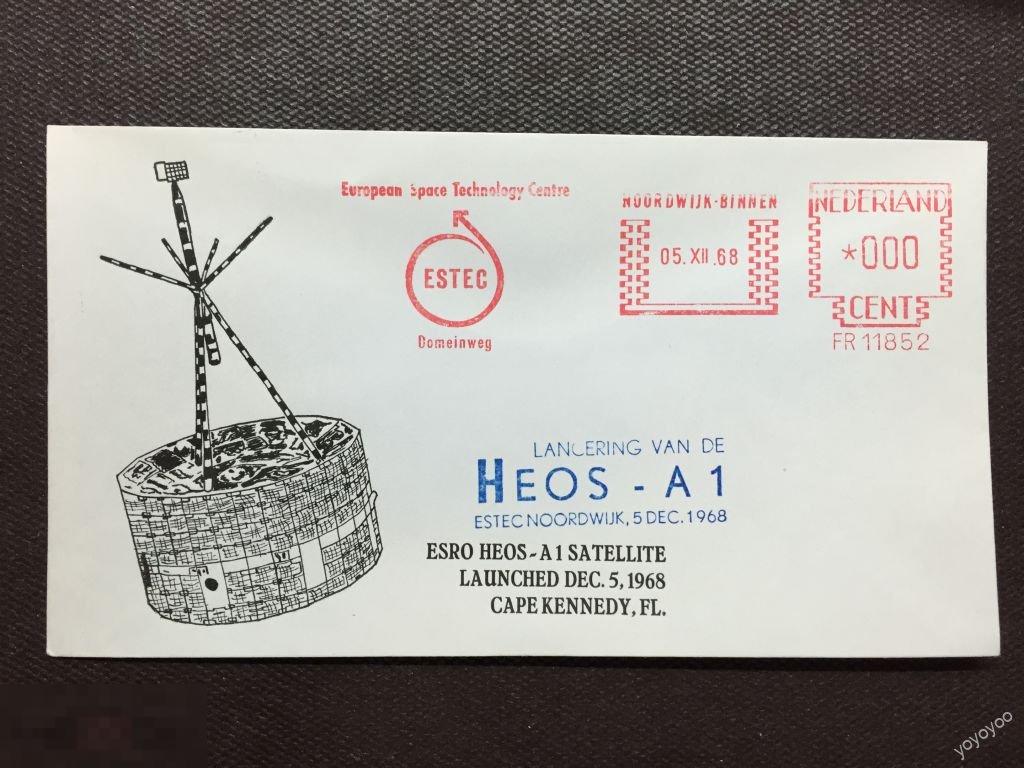 European Space Technology Centre
ESTEC
Domeinweg
NOORDWIJK-BINNEN
05.XII.68
NEDERLAND
*000
CENT
FR 11852
LANCERING VAN DE
HEOS - A 1
ESTEC NOORDWIJK, 5 DEC. 1968
ESRO HEOS-A1 SATELLITE
LAUNCHED DEC. 5, 1968
CAPE KENNEDY, FL.
yoyoyoo